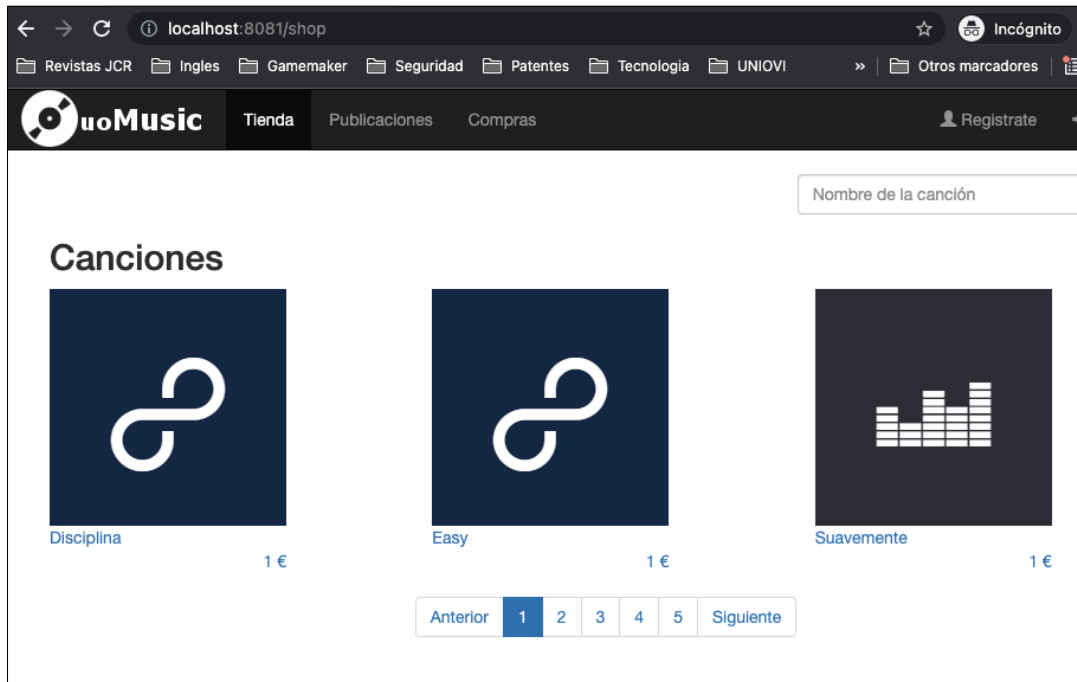 localhost:8081/shop Incógnito
Revistas JCR Ingles Gamemaker Seguridad Patentes Tecnologia UNIOVI » Otros marcadores
uoMusic Tienda Publicaciones Compras Registrate
Nombre de la canción
Canciones
Disciplina Easy Suavemente
1 € 1 € 1 €
Anterior 1 2 3 4 5 Siguiente